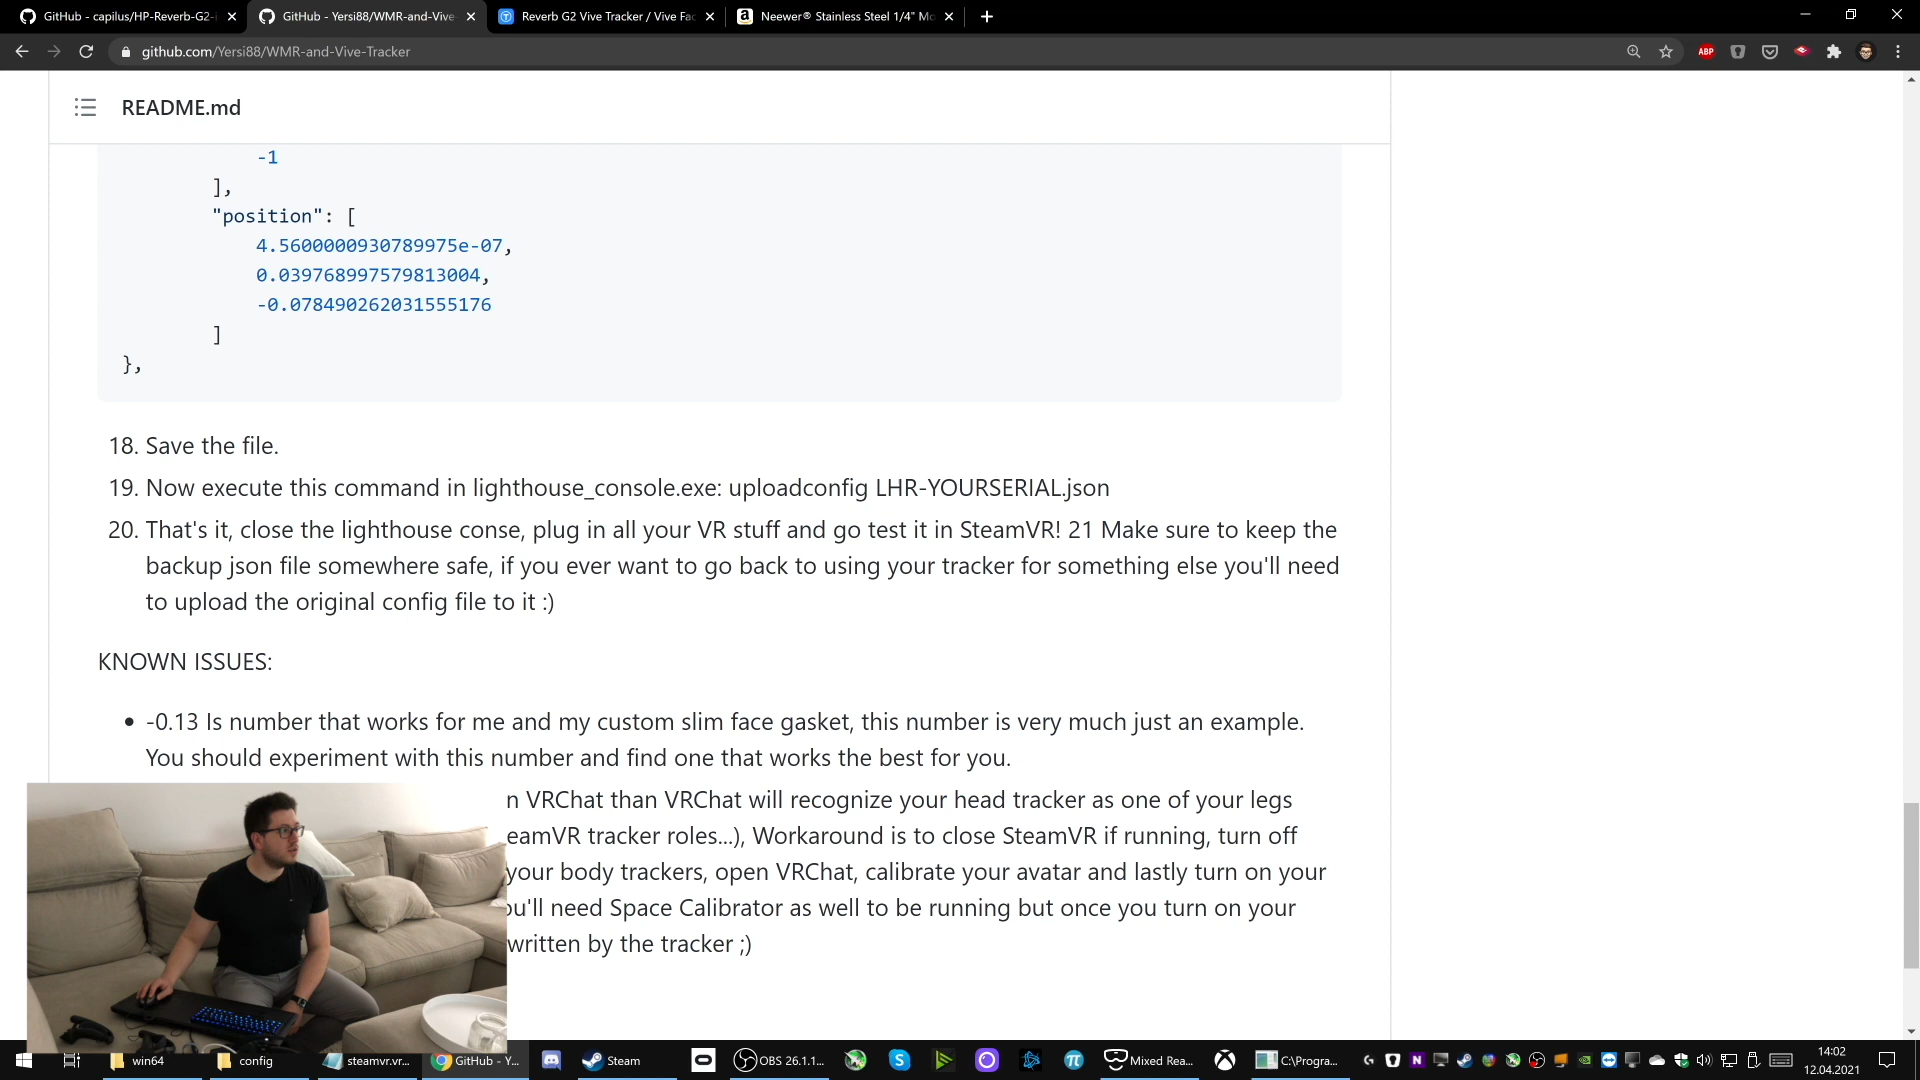 GitHub - capilus/HP-Reverb-G2-i
GitHub - Yersi88/WMR-and-Vive-
Reverb G2 Vive Tracker / Vive Fac
Neewer® Stainless Steel 1/4" Mo
github.com/Yersi88/WMR-and-Vive-Tracker
ABP
README.md
-1
],
"position": [
4.5600000930789975e-07,
0.039768997579813004,
-0.078490262031555176
]
},
18. Save the file.
19. Now execute this command in lighthouse_console.exe: uploadconfig LHR-YOURSERIAL.json
20. That's it, close the lighthouse conse, plug in all your VR stuff and go test it in SteamVR! 21 Make sure to keep the
backup json file somewhere safe, if you ever want to go back to using your tracker for something else you'll need
to upload the original config file to it :)
KNOWN ISSUES:
• -0.13 Is number that works for me and my custom slim face gasket, this number is very much just an example.
You should experiment with this number and find one that works the best for you.
n VRChat than VRChat will recognize your head tracker as one of your legs
eamVR tracker roles...), Workaround is to close SteamVR if running, turn off
your body trackers, open VRChat, calibrate your avatar and lastly turn on your
ou'll need Space Calibrator as well to be running but once you turn on your
written by the tracker ;)
win64
config
steamvr.vr...
GitHub - Y...
Steam
OBS 26.1.1...
Mixed Rea...
C:\Progra...
14:02
12.04.2021